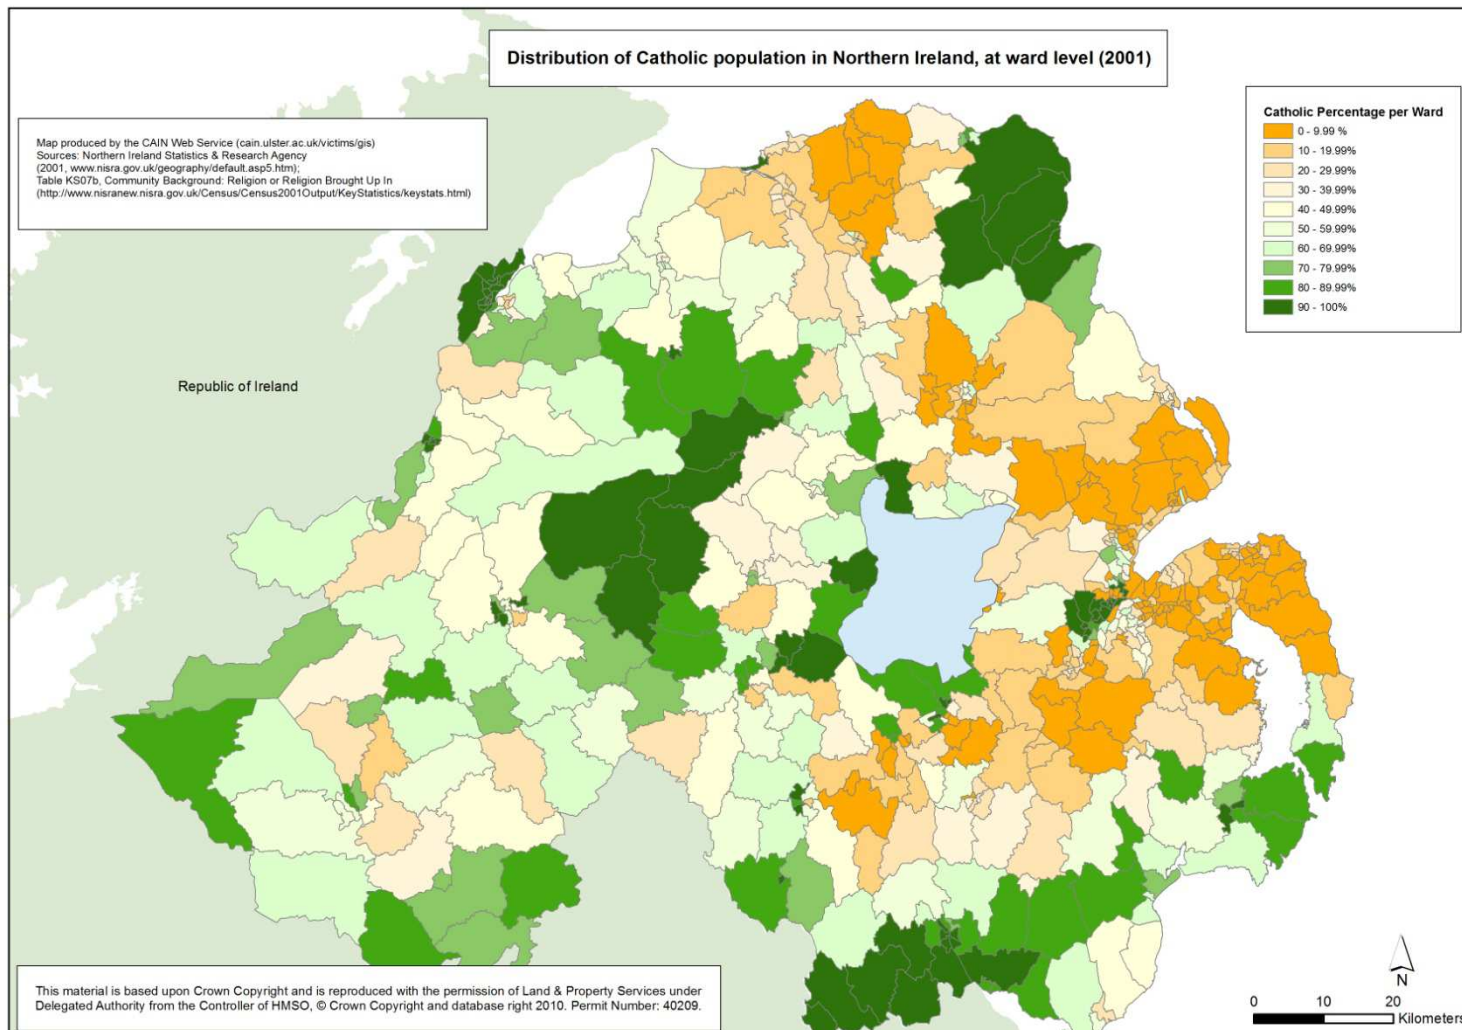 Distribution of Catholic population in Northern Ireland, at ward level (2001)
Map produced by the CAIN Web Service (cain.ulster.ac.uk/victims/gis)
Sources: Northern Ireland Statistics & Research Agency
(2001, www.nisra.gov.uk/geography/default.asp5.htm);
Table KS07b, Community Background: Religion or Religion Brought Up In
(http://www.nisranew.nisra.gov.uk/Census/Census2001Output/KeyStatistics/keystats.html)
Catholic Percentage per Ward
0 - 9.99 %
10 - 19.99%
20 - 29.99%
30 - 39.99%
40 - 49.99%
50 - 59.99%
60 - 69.99%
70 - 79.99%
80 - 89.99%
90 - 100%
Republic of Ireland
This material is based upon Crown Copyright and is reproduced with the permission of Land & Property Services under
Delegated Authority from the Controller of HMSO, © Crown Copyright and database right 2010. Permit Number: 40209.
N
0 10 20
Kilometers